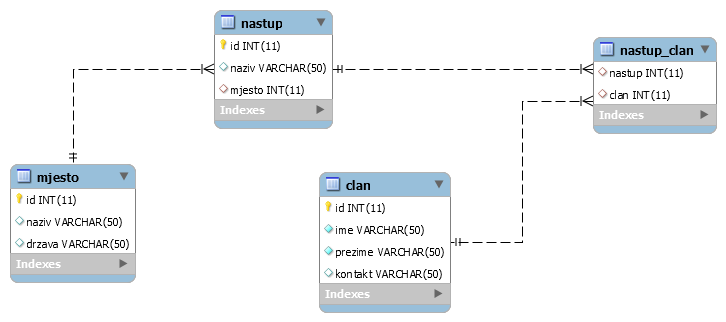 nastup
id INT(11)
naziv VARCHAR(50)
mjesto INT(11)
Indexes
nastup_clan
nastup INT(11)
clan INT(11)
Indexes
mjesto
id INT(11)
naziv VARCHAR(50)
drzava VARCHAR(50)
Indexes
clan
id INT(11)
ime VARCHAR(50)
prezime VARCHAR(50)
kontakt VARCHAR(50)
Indexes